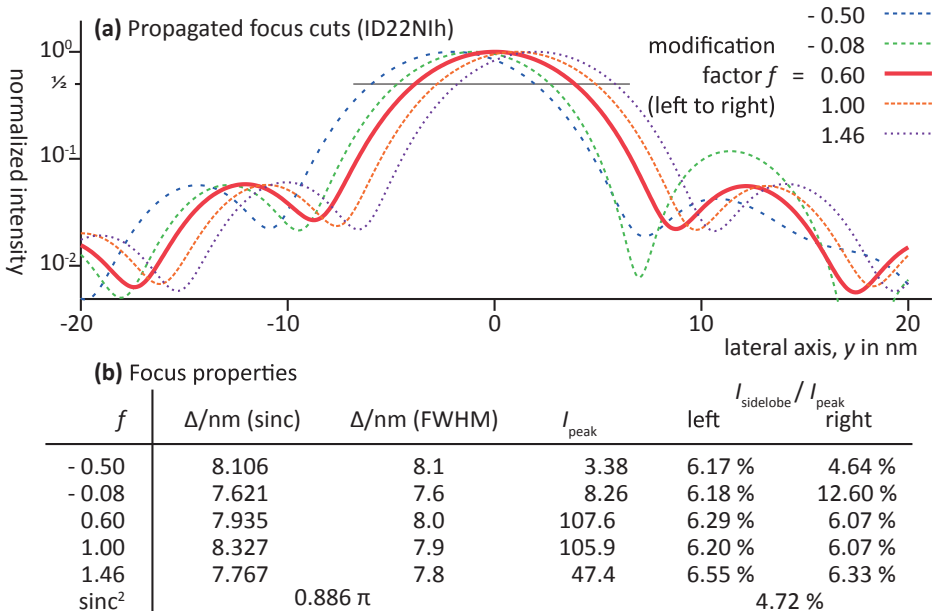 (a) Propagated focus cuts (ID22NIh)
normalized intensity
10⁰
½
10⁻¹
10⁻²
modification
factor f =
(left to right)
- 0.50
- 0.08
0.60
1.00
1.46
-20 -10 0 10 20
lateral axis, y in nm
(b) Focus properties
I sidelobe / I peak
f Δ/nm (sinc) Δ/nm (FWHM) I peak left right
- 0.50 8.106 8.1 3.38 6.17 % 4.64 %
- 0.08 7.621 7.6 8.26 6.18 % 12.60 %
0.60 7.935 8.0 107.6 6.29 % 6.07 %
1.00 8.327 7.9 105.9 6.20 % 6.07 %
1.46 7.767 7.8 47.4 6.55 % 6.33 %
sinc² 0.886 π 4.72 %